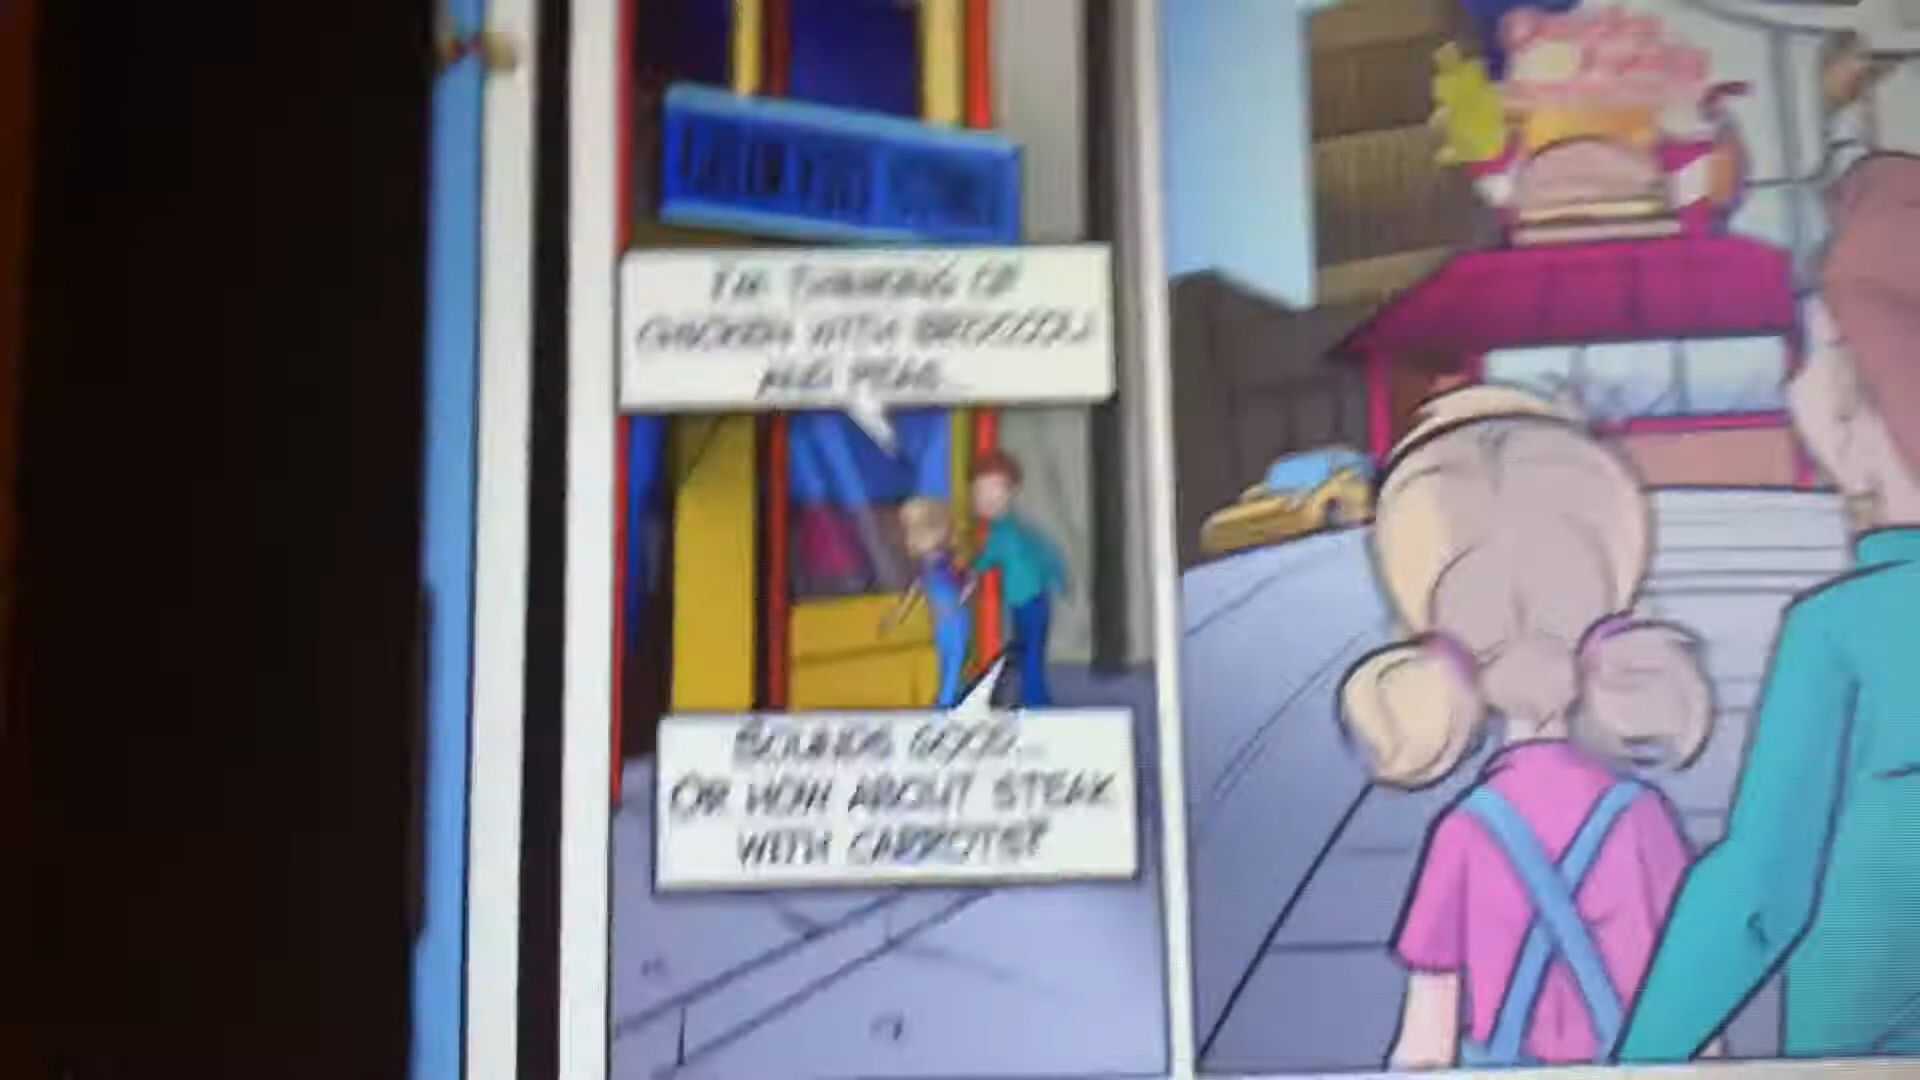 I'M THINKING OF
CHICKEN WITH BROCCOLI
AND PEAS...
SOUNDS GOOD...
OR HOW ABOUT STEAK
WITH CARROTS?